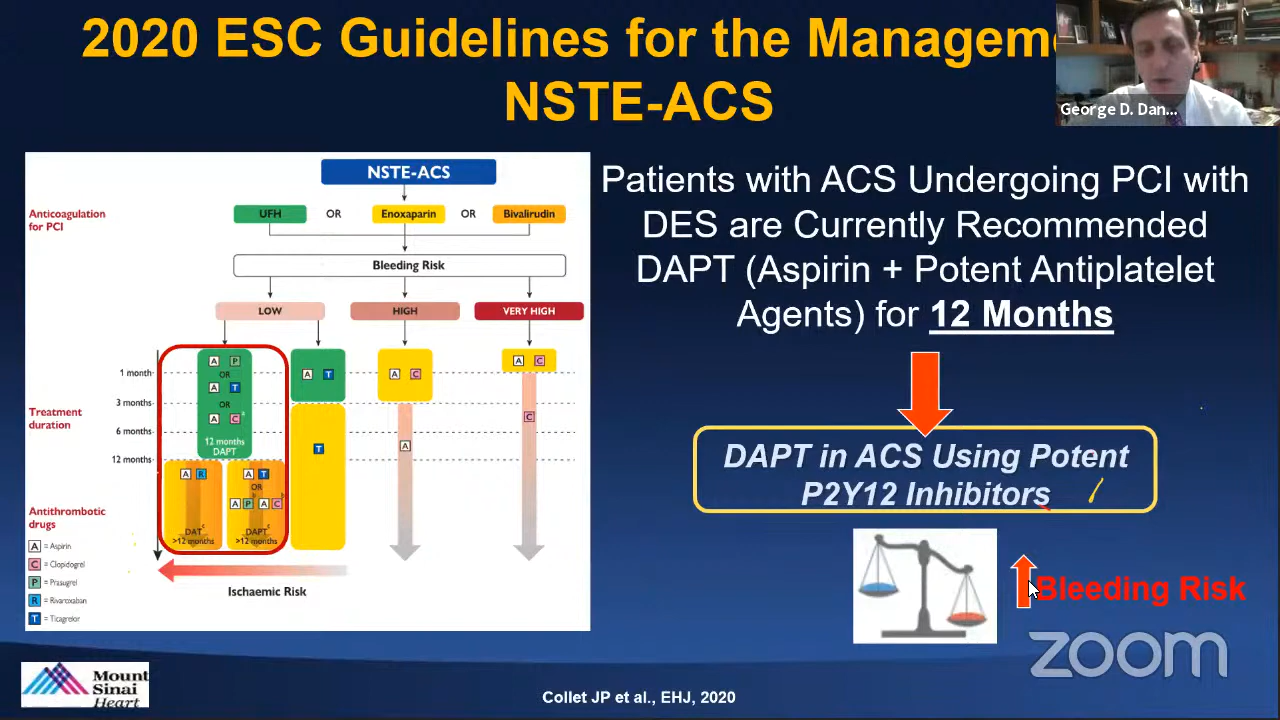 2020 ESC Guidelines for the Managem
NSTE-ACS
George D. Dan...
NSTE-ACS
Anticoagulation
for PCI
UFH OR Enoxaparin OR Bivalirudin
Bleeding Risk
LOW HIGH VERY HIGH
A P
OR
A T
OR
A C a
12 months
DAPT
A T
A C
A C
1 month
3 months
6 months
12 months
Treatment
duration
T
A
C
A R
DAT c
>12 months
A T
OR
A P b A C b
DAPT c
>12 months
Antithrombotic
drugs
A = Aspirin
C = Clopidogrel
P = Prasugrel
R = Rivaroxaban
T = Ticagrelor
Ischaemic Risk
Patients with ACS Undergoing PCI with
DES are Currently Recommended
DAPT (Aspirin + Potent Antiplatelet
Agents) for 12 Months
DAPT in ACS Using Potent
P2Y12 Inhibitors
Bleeding Risk
zoom
Mount
Sinai
Heart
Collet JP et al., EHJ, 2020